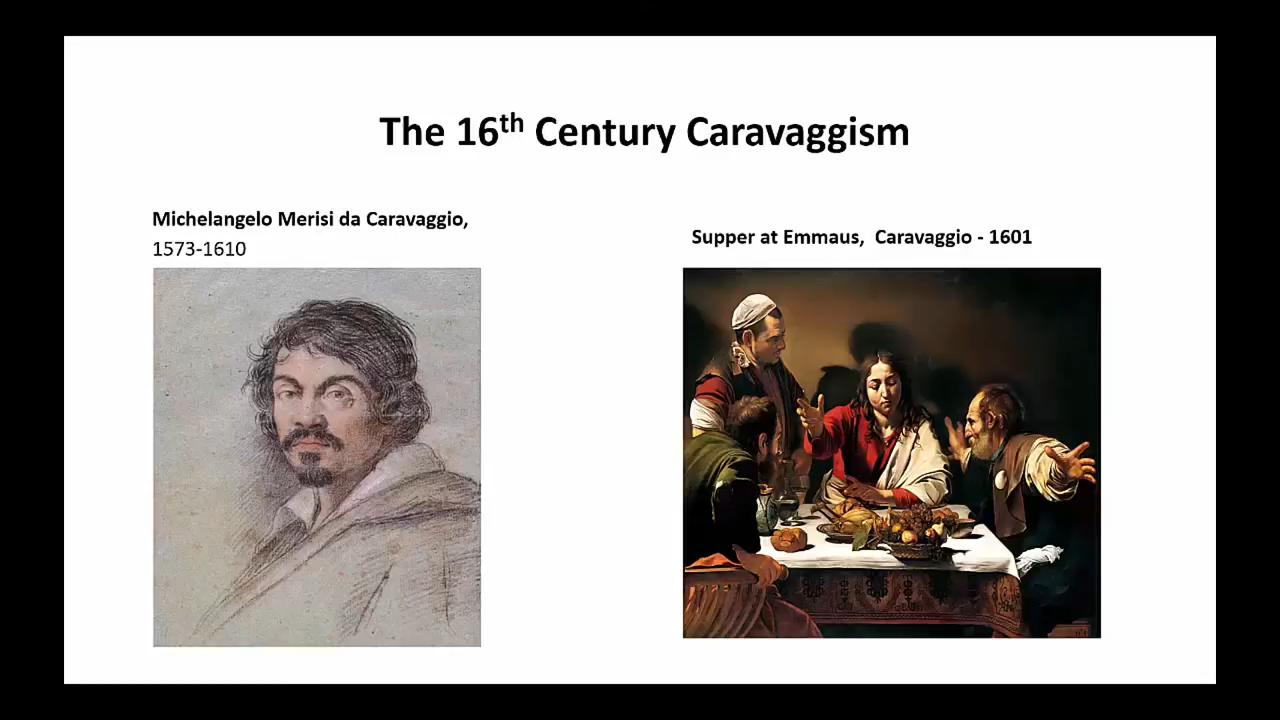 The 16th Century Caravaggism
Michelangelo Merisi da Caravaggio,
1573-1610
Supper at Emmaus, Caravaggio - 1601